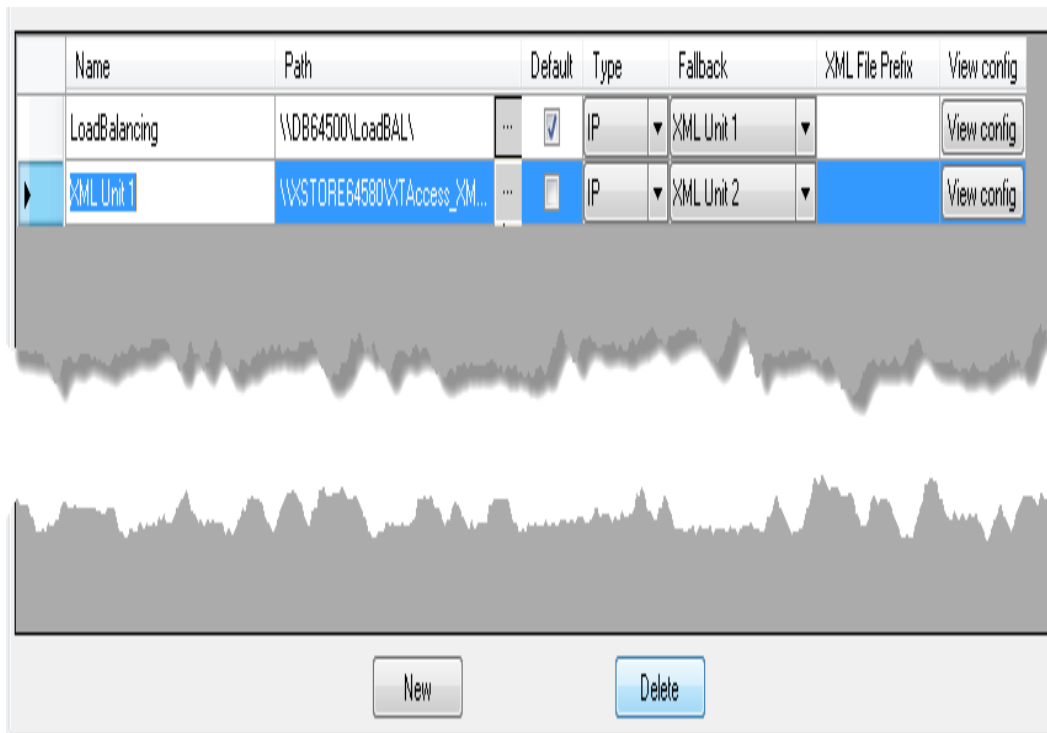 Name Path Default Type Fallback XML File Prefix View config
LoadBalancing \\DB64500\LoadBAL\ ... IP XML Unit 1 View config
XML Unit 1 \\XSTORE64580\XTAccess_XM... ... IP XML Unit 2 View config
New Delete